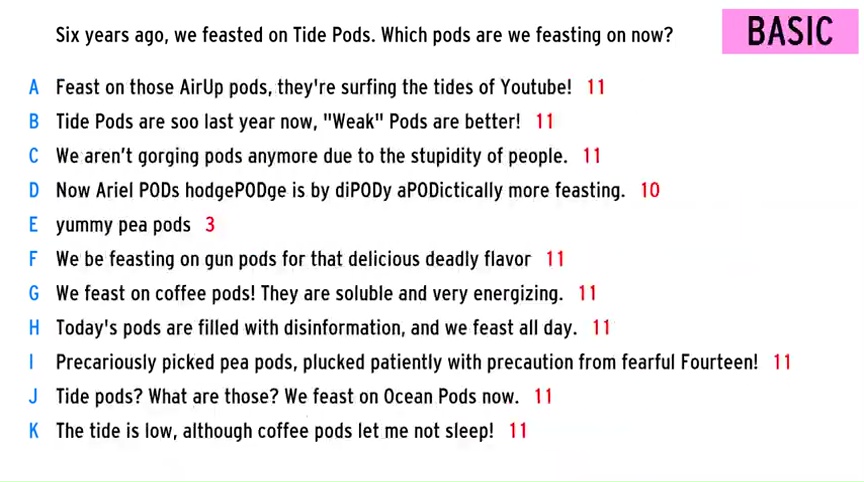 Six years ago, we feasted on Tide Pods. Which pods are we feasting on now?
BASIC
A Feast on those AirUp pods, they're surfing the tides of Youtube! 11
B Tide Pods are soo last year now, "Weak" Pods are better! 11
C We aren't gorging pods anymore due to the stupidity of people. 11
D Now Ariel PODs hodgePODge is by diPODy aPODictically more feasting. 10
E yummy pea pods 3
F We be feasting on gun pods for that delicious deadly flavor 11
G We feast on coffee pods! They are soluble and very energizing. 11
H Today's pods are filled with disinformation, and we feast all day. 11
I Precariously picked pea pods, plucked patiently with precaution from fearful Fourteen! 11
J Tide pods? What are those? We feast on Ocean Pods now. 11
K The tide is low, although coffee pods let me not sleep! 11